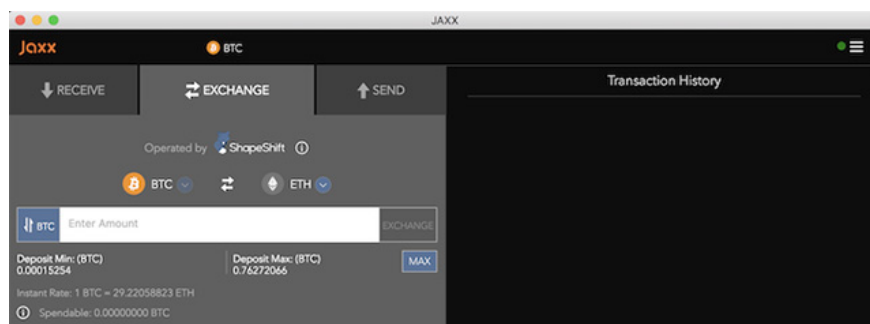 JAXX
Jaxx
BTC
RECEIVE
EXCHANGE
SEND
Transaction History
Operated by ShapeShift
BTC
ETH
BTC
Enter Amount
EXCHANGE
Deposit Min: (BTC)
0.00015254
Deposit Max: (BTC)
0.76272066
MAX
Instant Rate: 1 BTC = 29.22058823 ETH
Spendable: 0.00000000 BTC